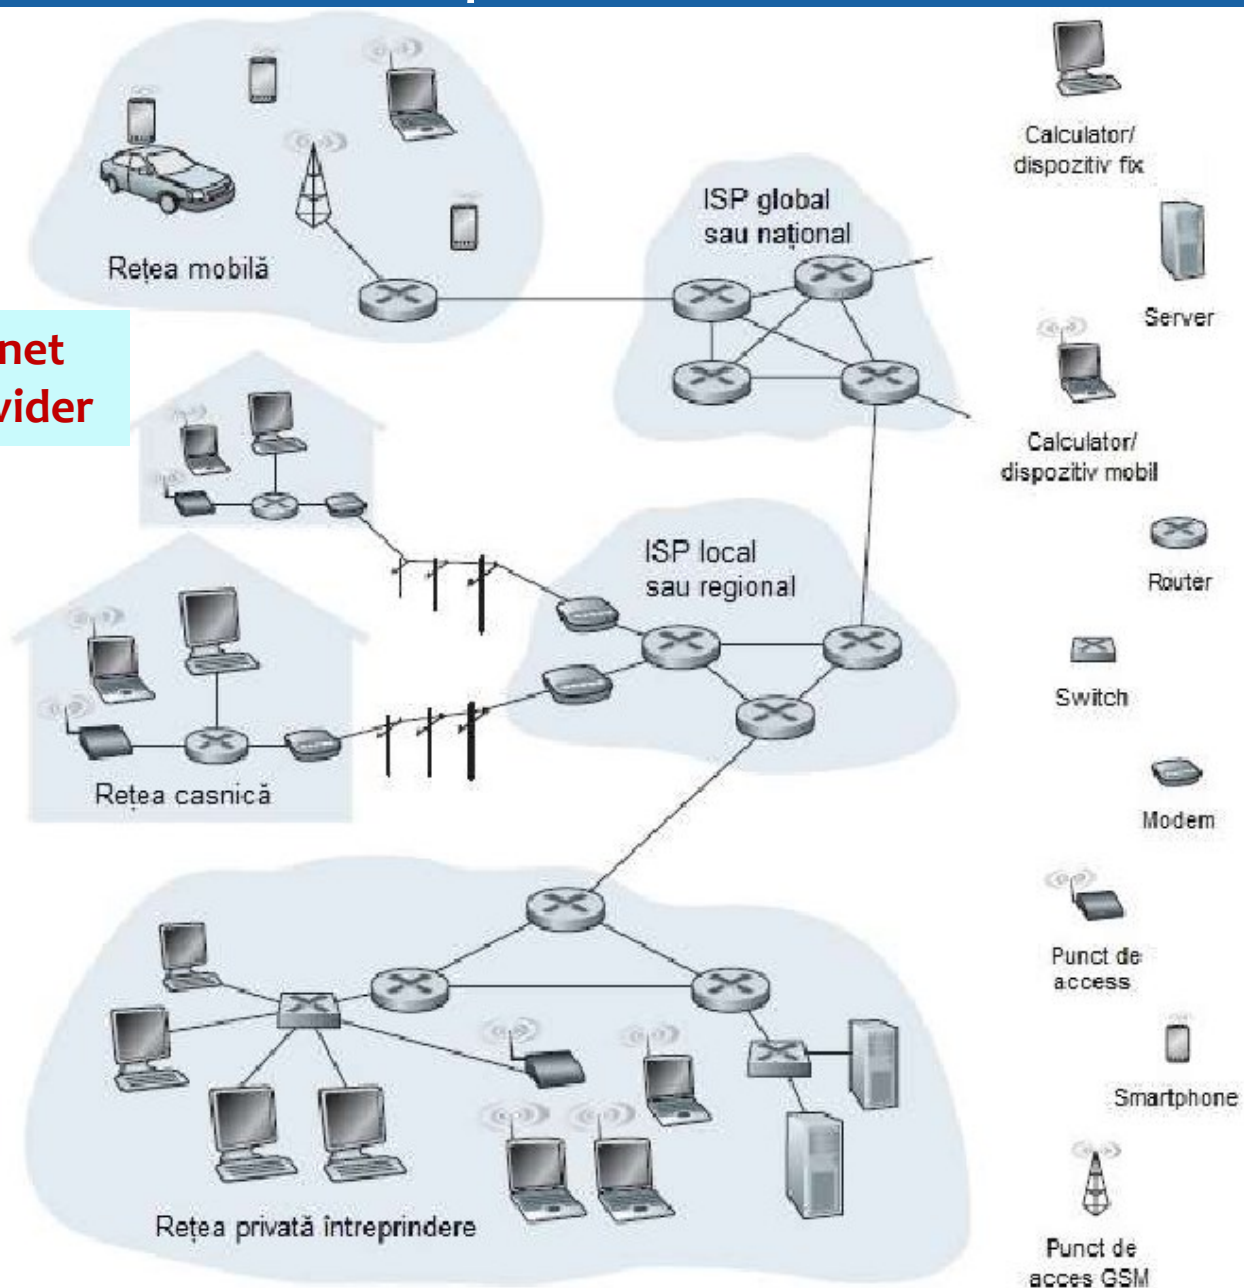 Rețea mobilă
ISP global
sau național
net
vider
ISP local
sau regional
Rețea casnică
Rețea privată întreprindere
Calculator/
dispozitiv fix
Server
Calculator/
dispozitiv mobil
Router
Switch
Modem
Punct de
access
Smartphone
Punct de
acces GSM